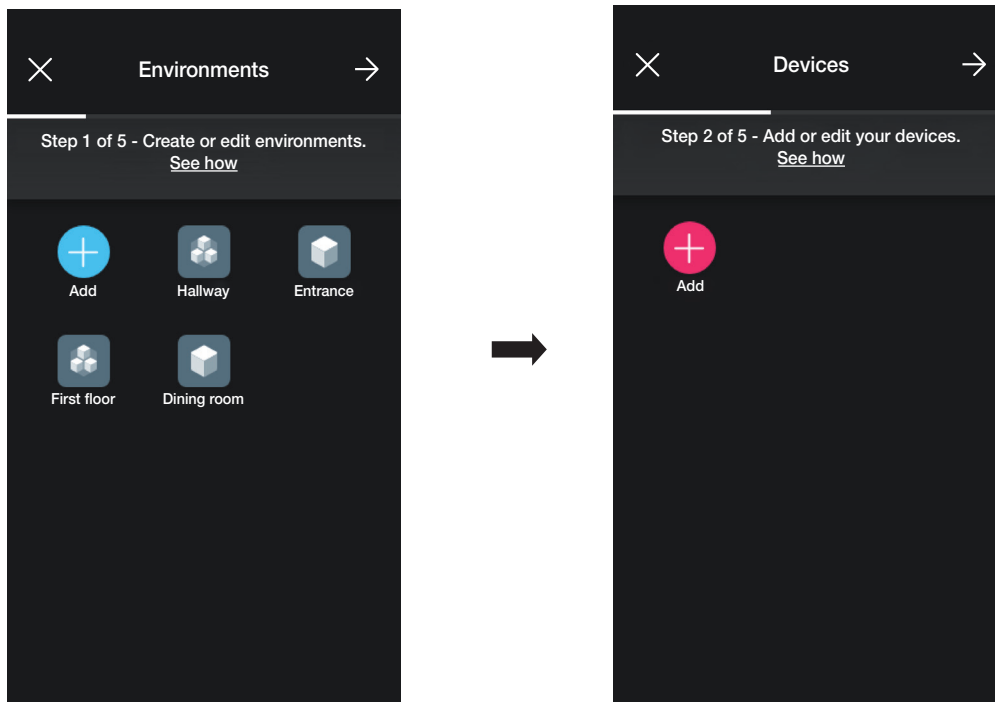 Environments
Step 1 of 5 - Create or edit environments.
See how
Add
Hallway
Entrance
First floor
Dining room
Devices
Step 2 of 5 - Add or edit your devices.
See how
Add